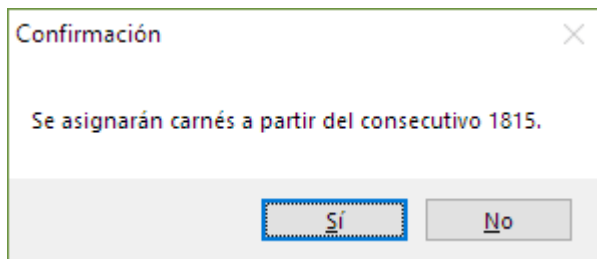 Confirmación
Se asignarán carnés a partir del consecutivo 1815.
Sí
No